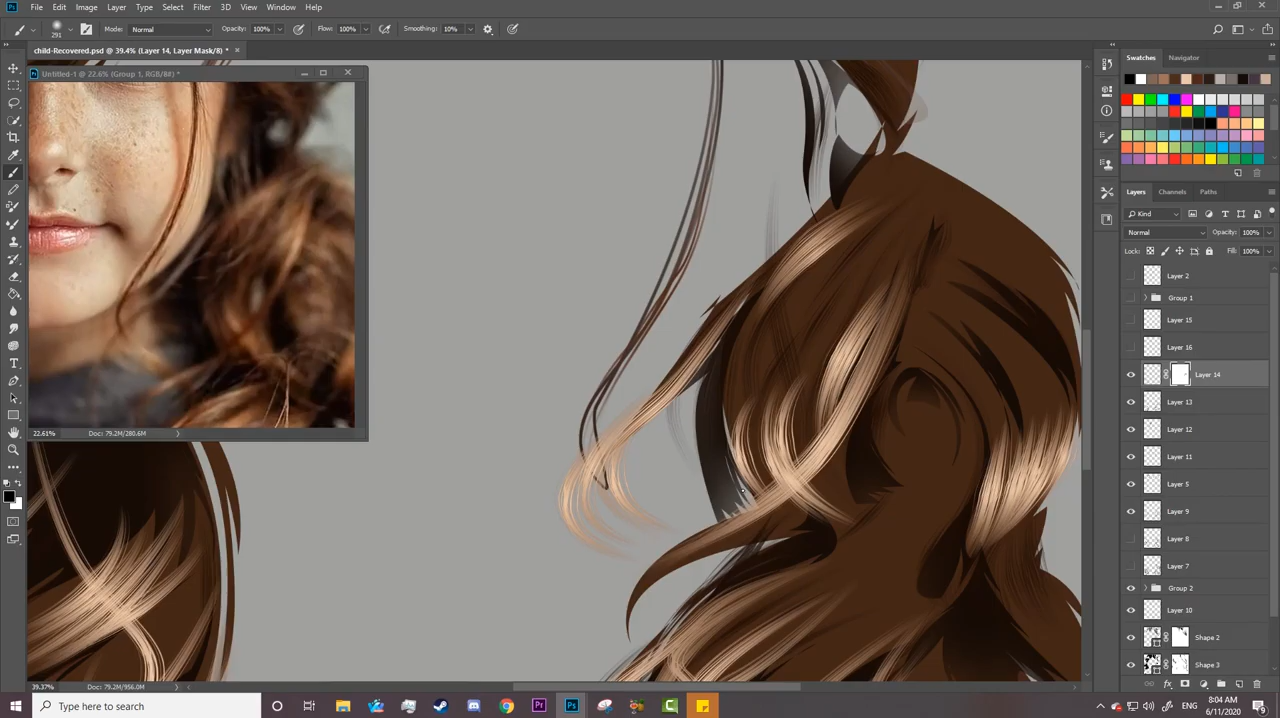 File Edit Image Layer Type Select Filter 3D View Window Help
291 Mode: Normal Opacity: 100% Flow: 100% Smoothing: 10%
child-Recovered.psd @ 39.4% (Layer 14, Layer Mask/8) *
Untitled-1 @ 22.6% (Group 1, RGB/8#) *
22.61% Doc: 79.2M/280.6M
Swatches Navigator
Layers Channels Paths
Kind
Normal Opacity: 100%
Lock: Fill: 100%
Layer 2
Group 1
Layer 15
Layer 16
Layer 14
Layer 13
Layer 12
Layer 11
Layer 5
Layer 9
Layer 8
Layer 7
Group 2
Layer 10
Shape 2
Shape 3
39.37% Doc: 79.2M/956.0M
Type here to search
ENG
8:04 AM
6/11/2020